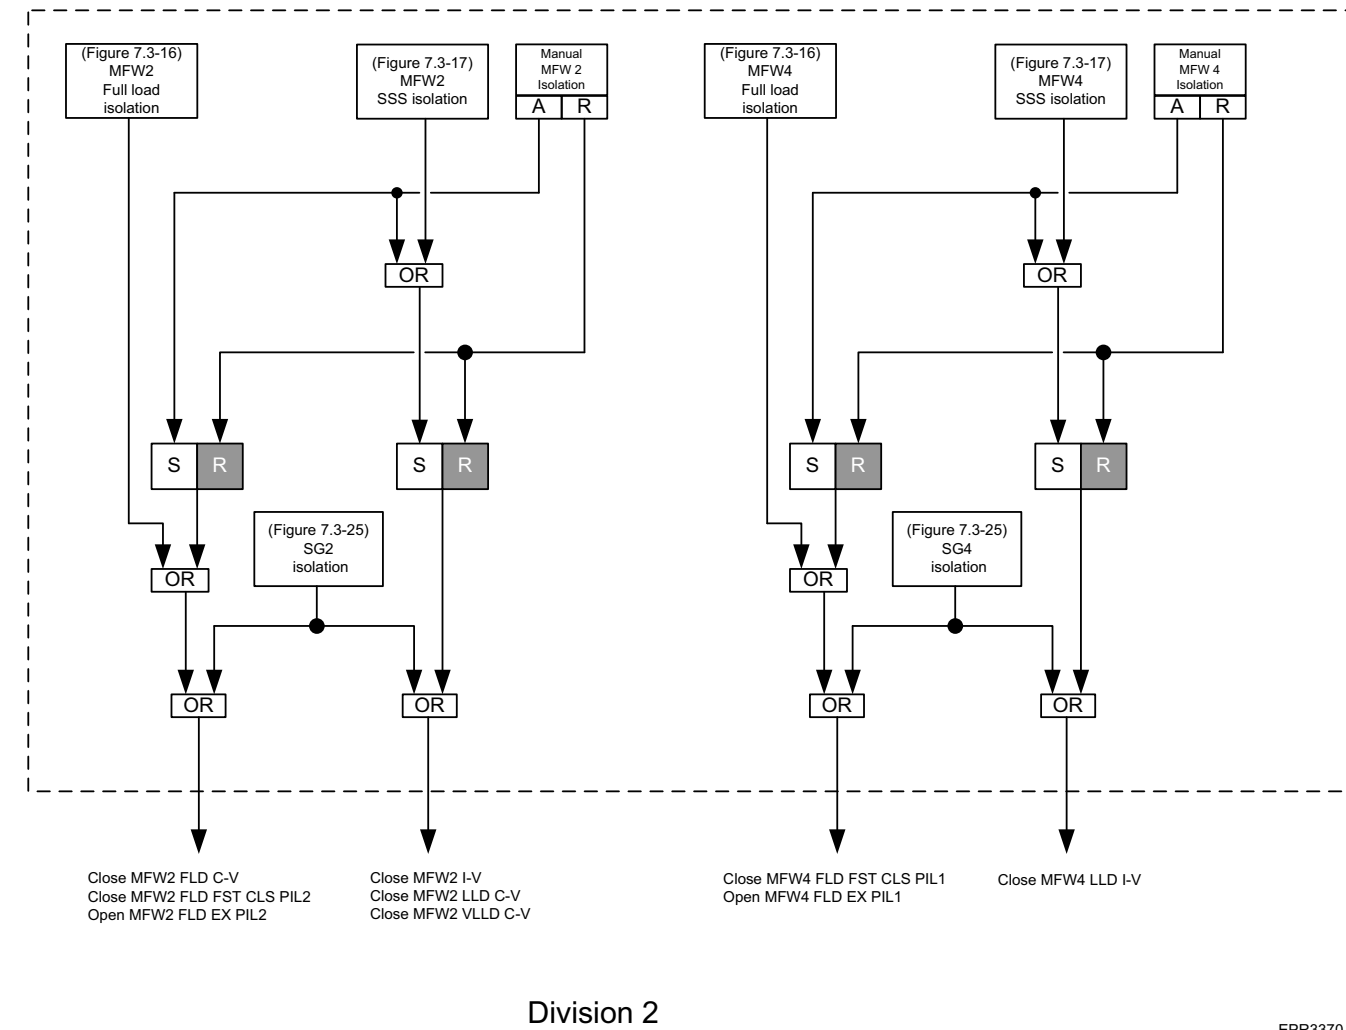 (Figure 7.3-16)
MFW2
Full load
isolation
(Figure 7.3-17)
MFW2
SSS isolation
Manual
MFW 2
Isolation
A R
(Figure 7.3-16)
MFW4
Full load
isolation
(Figure 7.3-17)
MFW4
SSS isolation
Manual
MFW 4
Isolation
A R
OR
OR
S R
S R
S R
S R
(Figure 7.3-25)
SG2
isolation
(Figure 7.3-25)
SG4
isolation
OR
OR
OR
OR
OR
OR
Close MFW2 FLD C-V
Close MFW2 FLD FST CLS PIL2
Open MFW2 FLD EX PIL2
Close MFW2 I-V
Close MFW2 LLD C-V
Close MFW2 VLLD C-V
Close MFW4 FLD FST CLS PIL1
Open MFW4 FLD EX PIL1
Close MFW4 LLD I-V
Division 2